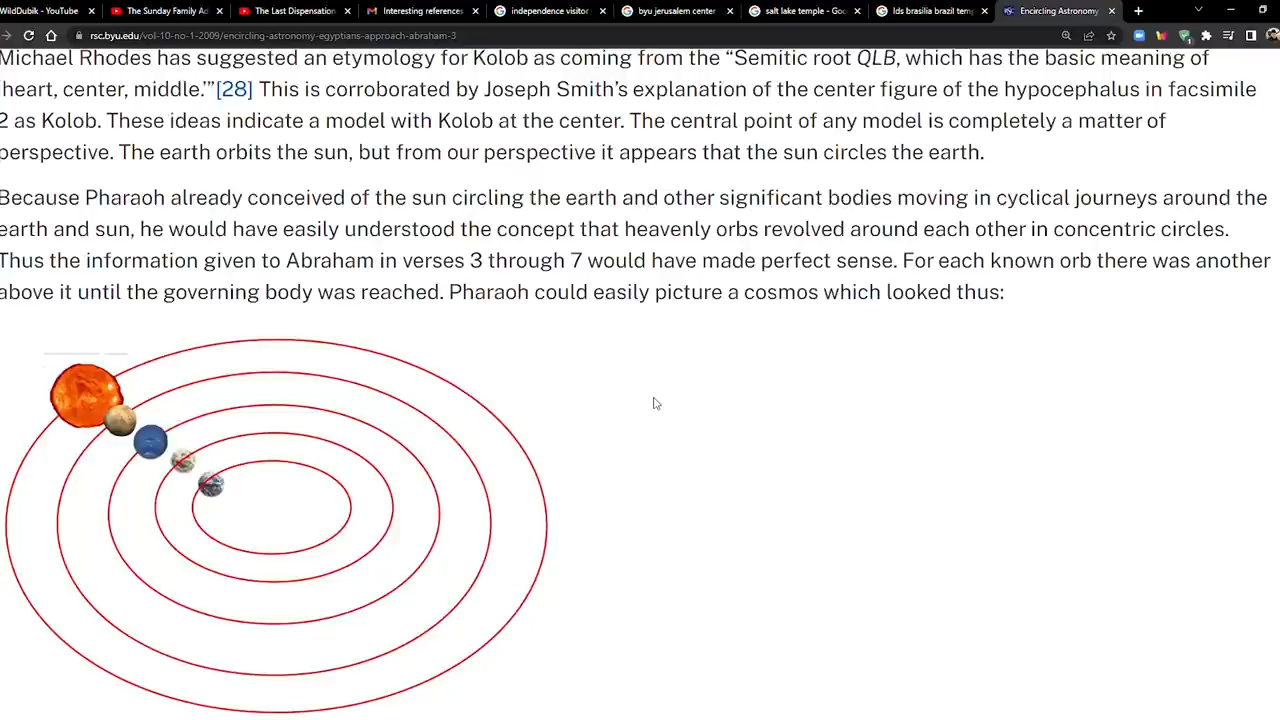 WildDubik - YouTube
The Sunday Family Ad
The Last Dispensation
Interesting references
independence visitor
byu jerusalem center
salt lake temple - Goo
lds brasilia brazil temp
Encircling Astronomy
rsc.byu.edu/vol-10-no-1-2009/encircling-astronomy-egyptians-approach-abraham-3
Michael Rhodes has suggested an etymology for Kolob as coming from the “Semitic root QLB, which has the basic meaning of
‘heart, center, middle.’”[28] This is corroborated by Joseph Smith’s explanation of the center figure of the hypocephalus in facsimile
2 as Kolob. These ideas indicate a model with Kolob at the center. The central point of any model is completely a matter of
perspective. The earth orbits the sun, but from our perspective it appears that the sun circles the earth.
Because Pharaoh already conceived of the sun circling the earth and other significant bodies moving in cyclical journeys around the
earth and sun, he would have easily understood the concept that heavenly orbs revolved around each other in concentric circles.
Thus the information given to Abraham in verses 3 through 7 would have made perfect sense. For each known orb there was another
above it until the governing body was reached. Pharaoh could easily picture a cosmos which looked thus: